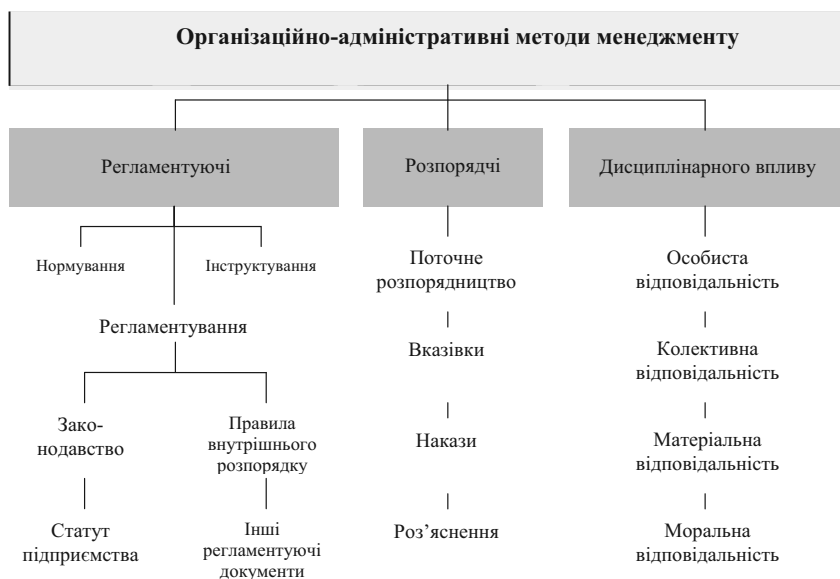 Організаційно-адміністративні методи менеджменту
Регламентуючі
Розпорядчі
Дисциплінарного впливу
Нормування
Інструктування
Регламентування
Зако-
нодавство
Правила
внутрішнього
розпорядку
Статут
підприємства
Інші
регламентуючі
документи
Поточне
розпорядництво
Вказівки
Накази
Роз’яснення
Особиста
відповідальність
Колективна
відповідальність
Матеріальна
відповідальність
Моральна
відповідальність